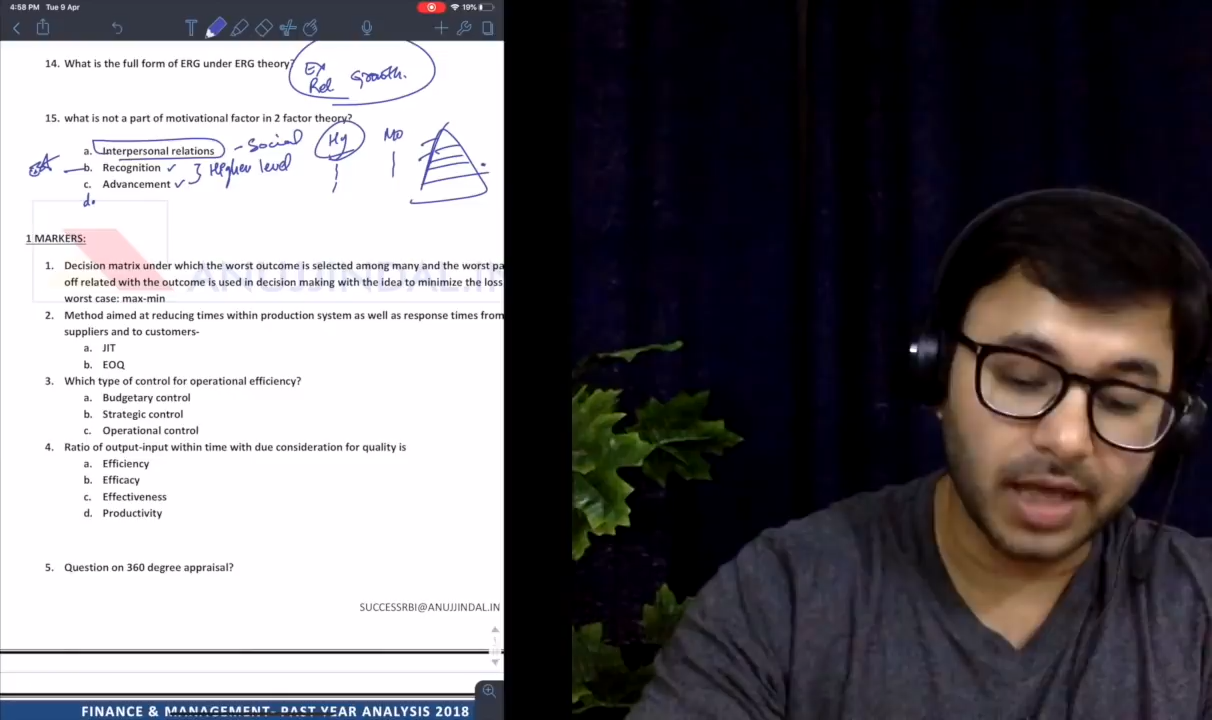 4:58 PM Tue 9 Apr
19%
T
14. What is the full form of ERG under ERG theory?
Ex
Rel Growth.
15. what is not a part of motivational factor in 2 factor theory?
a. Interpersonal relations - Social Hy Mo
b. Recognition ✓ } Higher level
c. Advancement ✓
d.
1 MARKERS:
ANUJJINDAL.IN
1. Decision matrix under which the worst outcome is selected among many and the worst pa
off related with the outcome is used in decision making with the idea to minimize the loss
worst case: max-min
2. Method aimed at reducing times within production system as well as response times from
suppliers and to customers-
a. JIT
b. EOQ
3. Which type of control for operational efficiency?
a. Budgetary control
b. Strategic control
c. Operational control
4. Ratio of output-input within time with due consideration for quality is
a. Efficiency
b. Efficacy
c. Effectiveness
d. Productivity
5. Question on 360 degree appraisal?
SUCCESSRBI@ANUJJINDAL.IN
FINANCE & MANAGEMENT- PAST YEAR ANALYSIS 2018